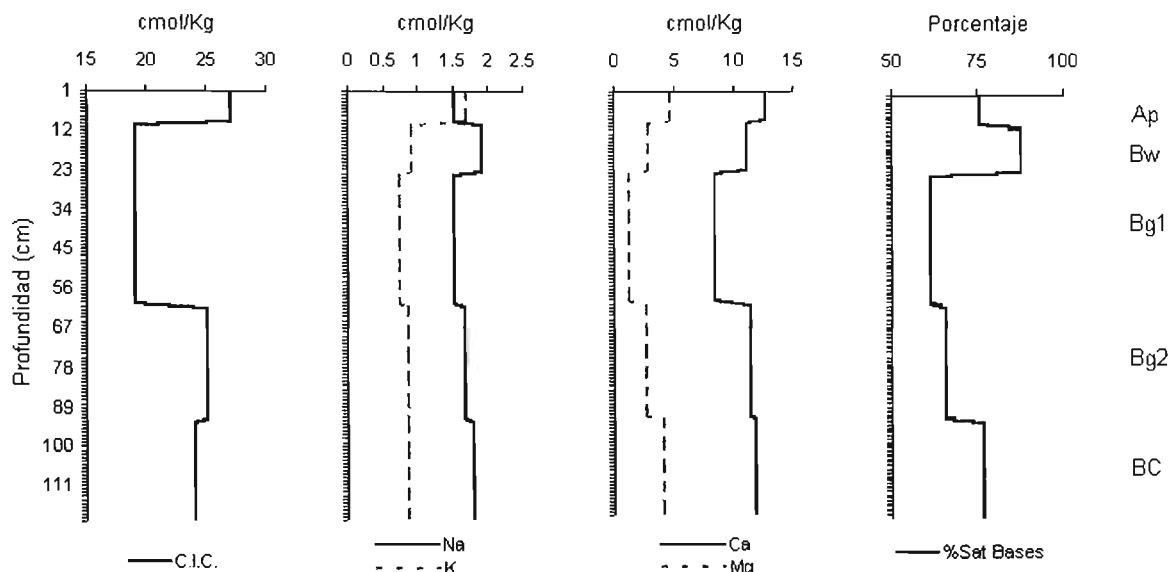 cmol/Kg
cmol/Kg
cmol/Kg
Porcentaje
15 20 25 30
0 0.5 1 1.5 2 2.5
0 5 10 15
50 75 100
Profundidad (cm)
1
12
23
34
45
56
67
78
89
100
111
Ap
Bw
Bg1
Bg2
BC
C.I.C.
Na
K
Ca
Mg
%Sat Bases